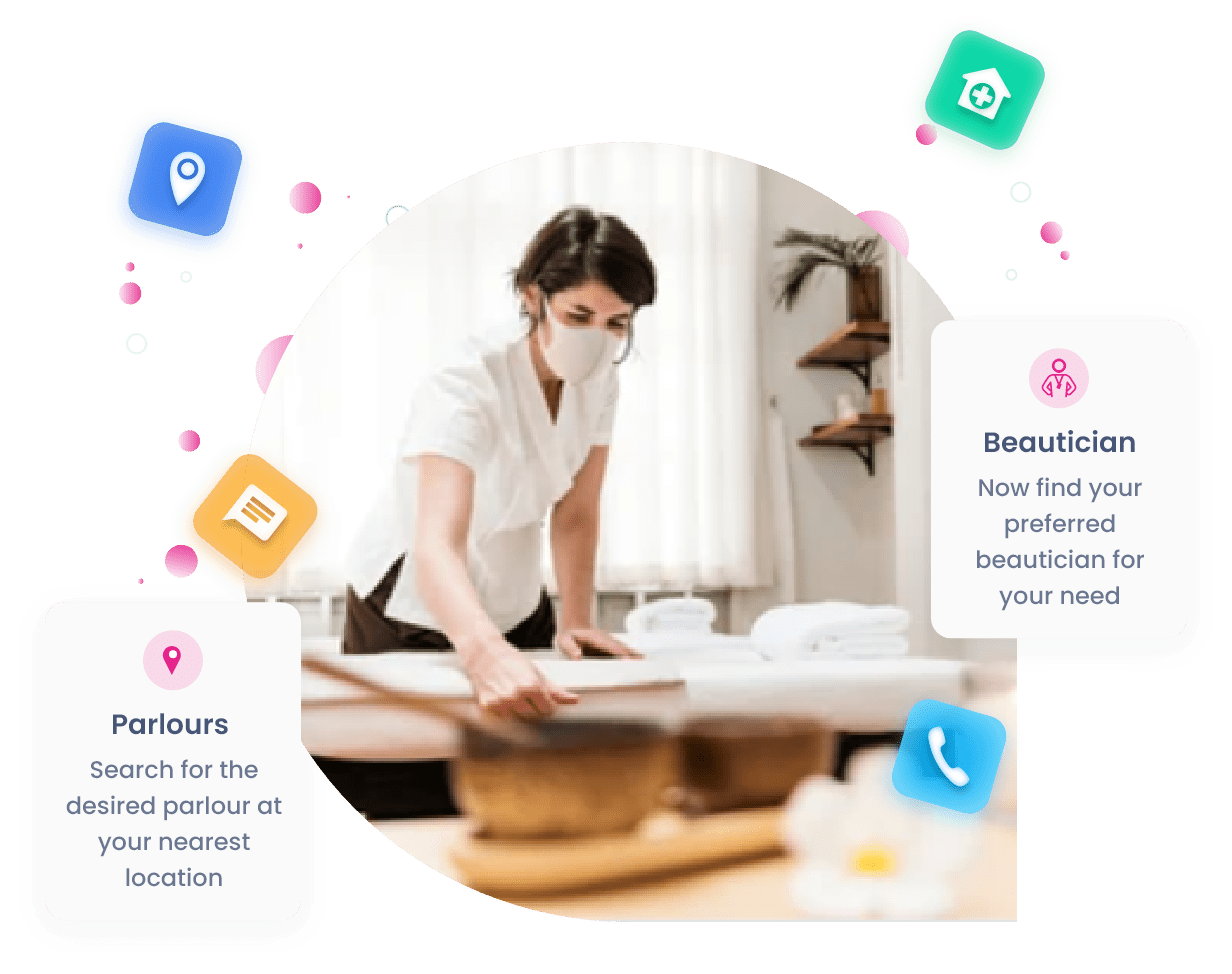 Beautician
Now find your
preferred
beautician for
your need
Parlours
Search for the
desired parlour at
your nearest
location